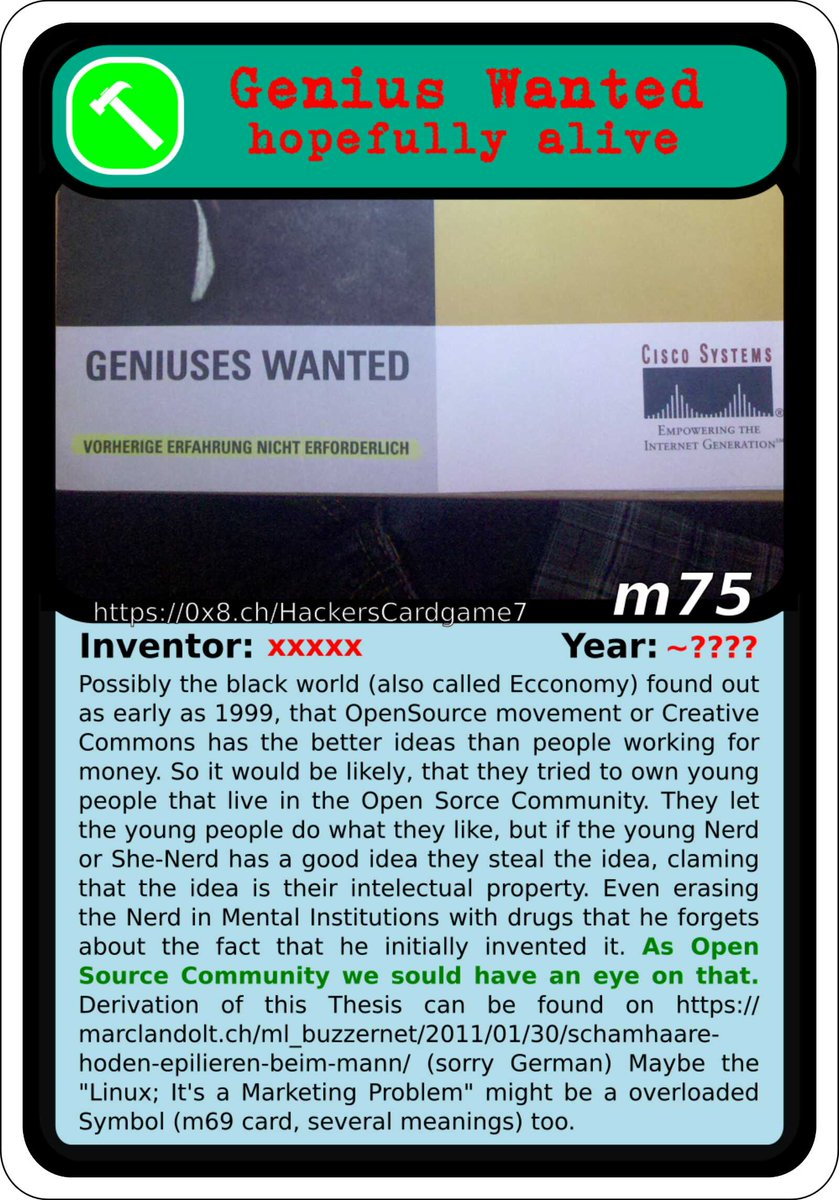 Genius Wanted
hopefully alive
GENIUSES WANTED
VORHERIGE ERFAHRUNG NICHT ERFORDERLICH
CISCO SYSTEMS
®
EMPOWERING THE
INTERNET GENERATION℠
m75
https://0x8.ch/HackersCardgame7
Inventor: xxxxx Year: ~????
Possibly the black world (also called Ecconomy) found out
as early as 1999, that OpenSource movement or Creative
Commons has the better ideas than people working for
money. So it would be likely, that they tried to own young
people that live in the Open Sorce Community. They let
the young people do what they like, but if the young Nerd
or She-Nerd has a good idea they steal the idea, claming
that the idea is their intelectual property. Even erasing
the Nerd in Mental Institutions with drugs that he forgets
about the fact that he initially invented it. As Open
Source Community we sould have an eye on that.
Derivation of this Thesis can be found on https://
marclandolt.ch/ml_buzzernet/2011/01/30/schamhaare-
hoden-epilieren-beim-mann/ (sorry German) Maybe the
"Linux; It's a Marketing Problem" might be a overloaded
Symbol (m69 card, several meanings) too.